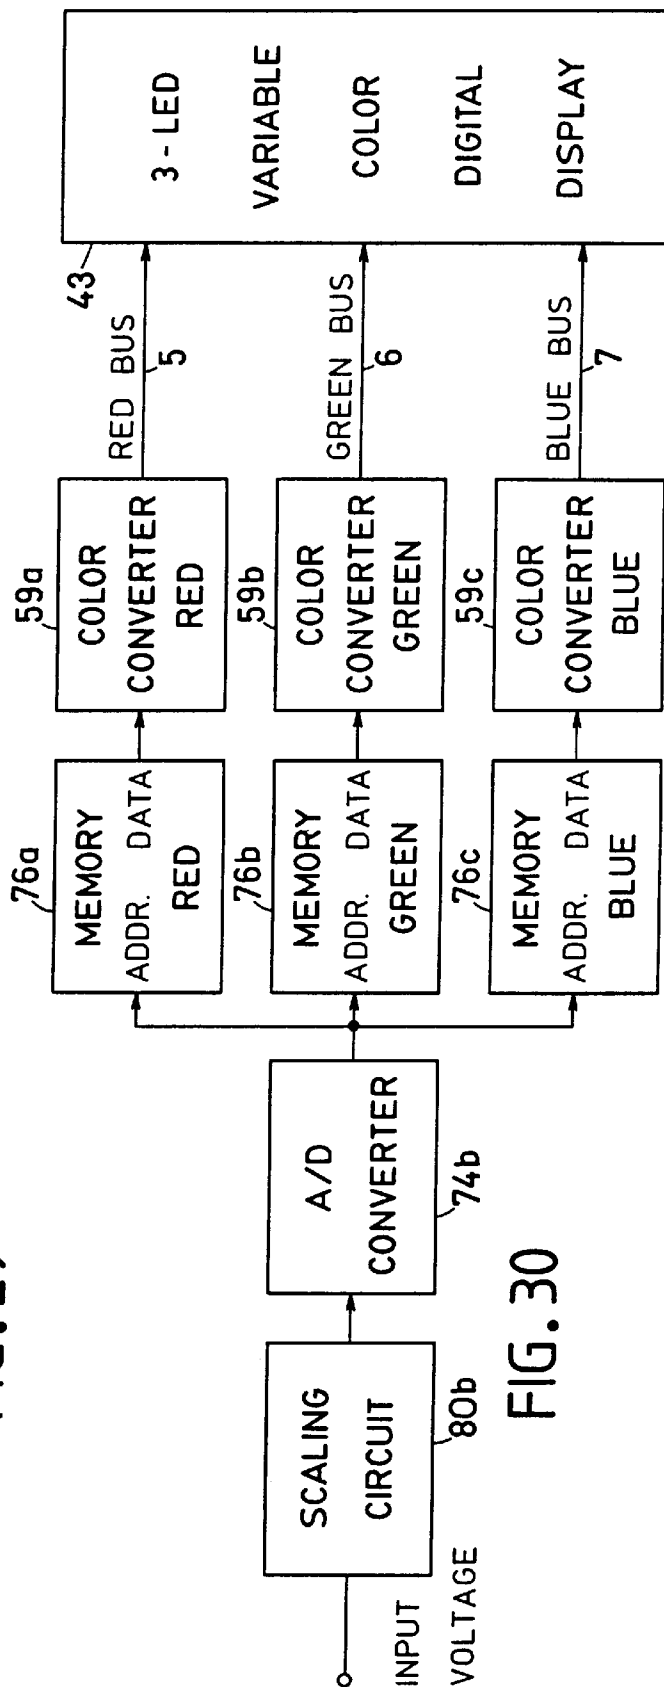 INPUT
VOLTAGE
SCALING
CIRCUIT
80b
A/D
CONVERTER
74b
76a
MEMORY
ADDR. DATA
RED
76b
MEMORY
ADDR. DATA
GREEN
76c
MEMORY
ADDR. DATA
BLUE
59a
COLOR
CONVERTER
RED
59b
COLOR
CONVERTER
GREEN
59c
COLOR
CONVERTER
BLUE
RED BUS
5
GREEN BUS
6
BLUE BUS
7
43
3-LED
VARIABLE
COLOR
DIGITAL
DISPLAY
FIG. 30